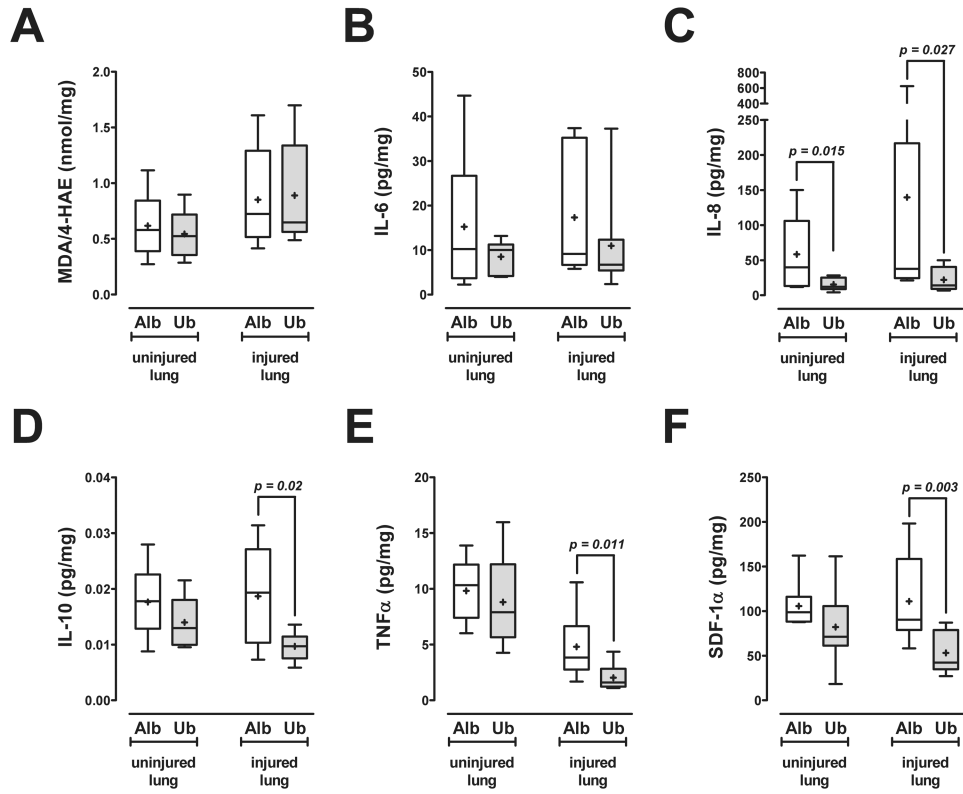 A
MDA/4-HAE (nmol/mg)
2.0
1.5
1.0
0.5
0.0
Alb Ub Alb Ub
uninjured lung
injured lung
B
IL-6 (pg/mg)
50
40
30
20
10
0
Alb Ub Alb Ub
uninjured lung
injured lung
C
IL-8 (pg/mg)
800
600
400
250
200
150
100
50
0
p = 0.015
p = 0.027
Alb Ub Alb Ub
uninjured lung
injured lung
D
IL-10 (pg/mg)
0.04
0.03
0.02
0.01
0.00
p = 0.02
Alb Ub Alb Ub
uninjured lung
injured lung
E
TNFα (pg/mg)
20
15
10
5
0
p = 0.011
Alb Ub Alb Ub
uninjured lung
injured lung
F
SDF-1α (pg/mg)
250
200
150
100
50
0
p = 0.003
Alb Ub Alb Ub
uninjured lung
injured lung